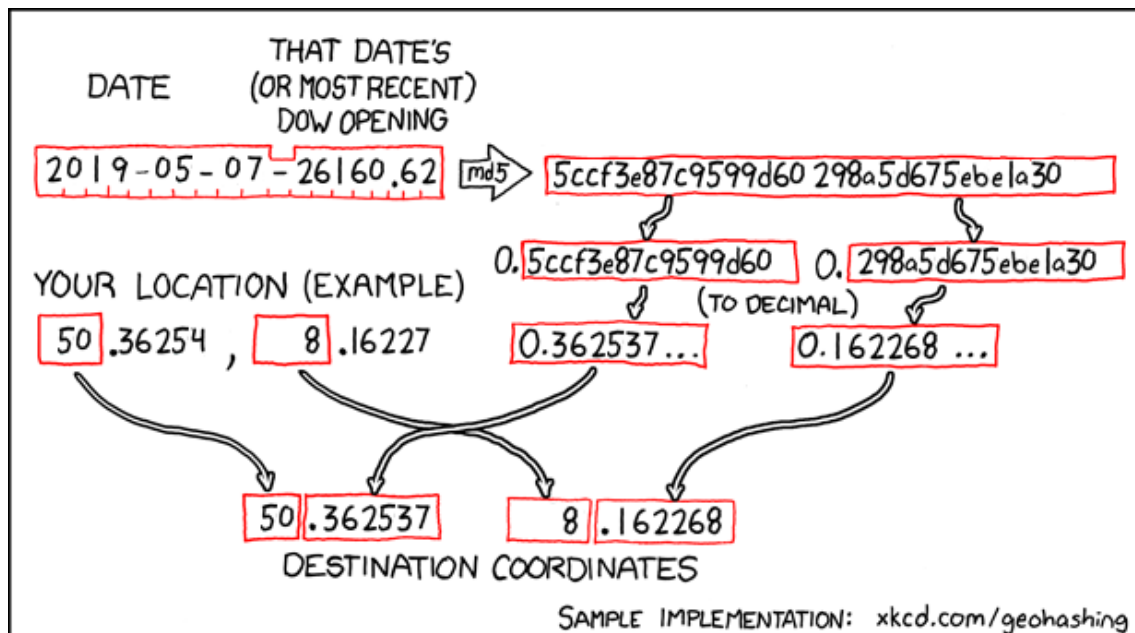 DATE
THAT DATE'S
(OR MOST RECENT)
DOW OPENING
2019-05-07-26160.62
md5
5ccf3e87c9599d60 298a5d675ebe1a30
0.5ccf3e87c9599d60
0.298a5d675ebe1a30
(TO DECIMAL)
YOUR LOCATION (EXAMPLE)
50.36254, 8.16227
0.362537...
0.162268...
50.362537
8.162268
DESTINATION COORDINATES
SAMPLE IMPLEMENTATION: xkcd.com/geohashing